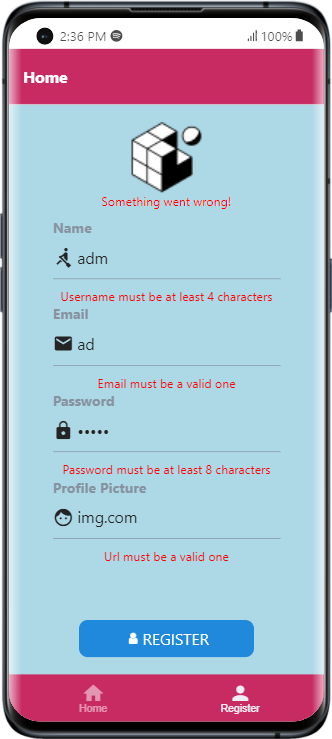 2:36 PM 100%
Home
Something went wrong!
Name
adm
Username must be at least 4 characters
Email
ad
Email must be a valid one
Password
•••••
Password must be at least 8 characters
Profile Picture
img.com
Url must be a valid one
REGISTER
Home Register